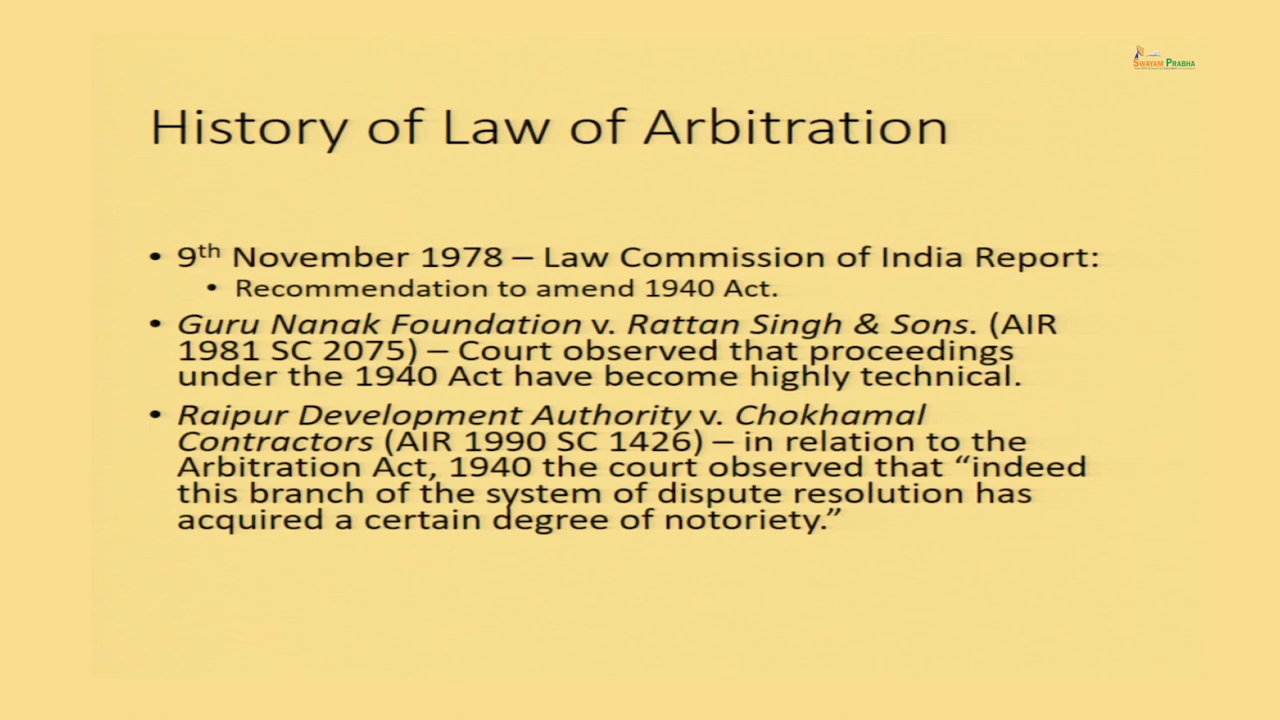 SWAYAM PRABHA
History of Law of Arbitration
• 9th November 1978 – Law Commission of India Report:
• Recommendation to amend 1940 Act.
• Guru Nanak Foundation v. Rattan Singh & Sons. (AIR
1981 SC 2075) – Court observed that proceedings
under the 1940 Act have become highly technical.
• Raipur Development Authority v. Chokhamal
Contractors (AIR 1990 SC 1426) – in relation to the
Arbitration Act, 1940 the court observed that “indeed
this branch of the system of dispute resolution has
acquired a certain degree of notoriety.”